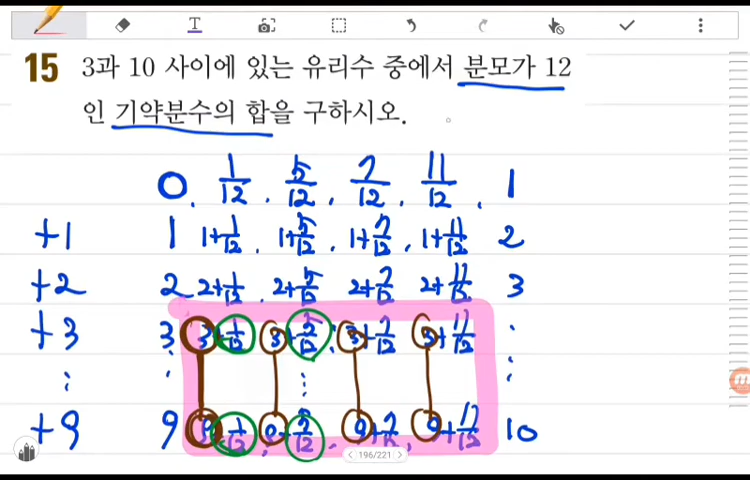 T
15 3과 10 사이에 있는 유리수 중에서 분모가 12
인 기약분수의 합을 구하시오.
0, 1/12, 5/12, 7/12, 11/12, 1
+1 1 1+1/12, 1+5/12, 1+7/12, 1+11/12 2
+2 2 2+1/12, 2+5/12 2+7/12 2+11/12 3
+3 3 3+1/12 3+5/12, 3+7/12 3+11/12
+9 9 9+1/12, 9+5/12, 9+7/12, 9+11/12 10
196/221